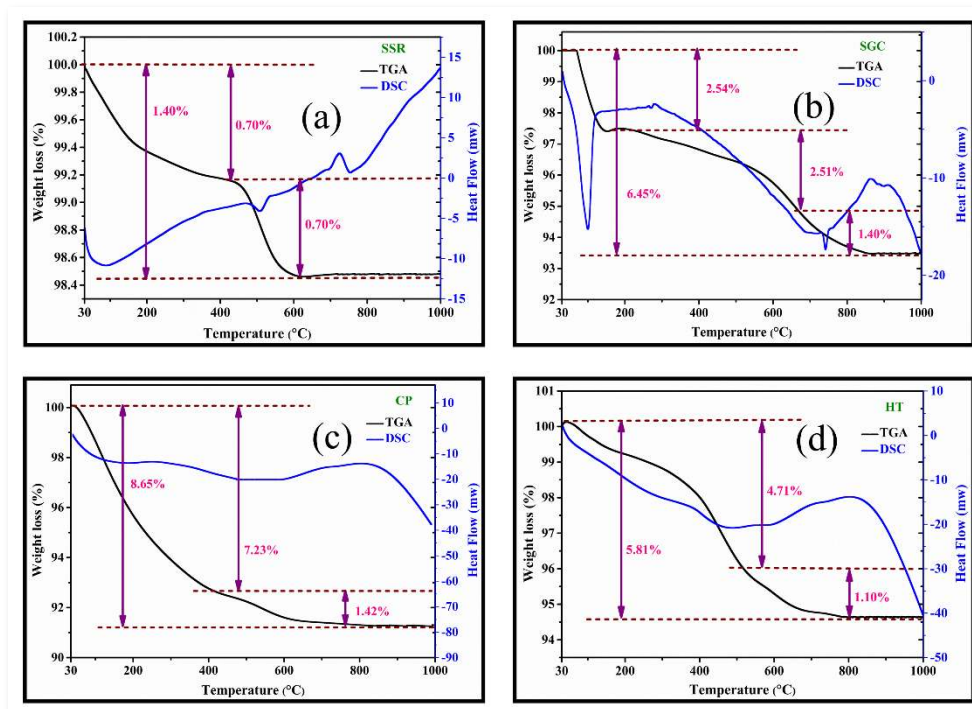 100.2
SSR
TGA
DSC
(a)
100.0
99.8
99.6
99.4
99.2
99.0
98.8
98.6
98.4
1.40%
0.70%
0.70%
15
10
5
0
-5
-10
-15
30 200 400 600 800 1000
Temperature (°C)
Weight loss (%)
Heat Flow (mw)
SGC
TGA
DSC
(b)
100
99
98
97
96
95
94
93
92
2.54%
2.51%
6.45%
1.40%
0
-10
-20
30 200 400 600 800 1000
Temperature (°C)
Weight loss (%)
Heat Flow (mw)
CP
TGA
DSC
(c)
100
98
96
94
92
91
8.65%
7.23%
1.42%
10
0
-10
-20
-30
-40
-50
-60
-70
-80
-90
30 200 400 600 800 1000
Temperature (°C)
Weight loss (%)
Heat Flow (mw)
HT
TGA
DSC
(d)
101
100
99
98
97
96
95
94
4.71%
5.81%
1.10%
10
0
-10
-20
-30
-40
-50
30 200 400 600 800 1000
Temperature (°C)
Weight loss (%)
Heat Flow (mw)